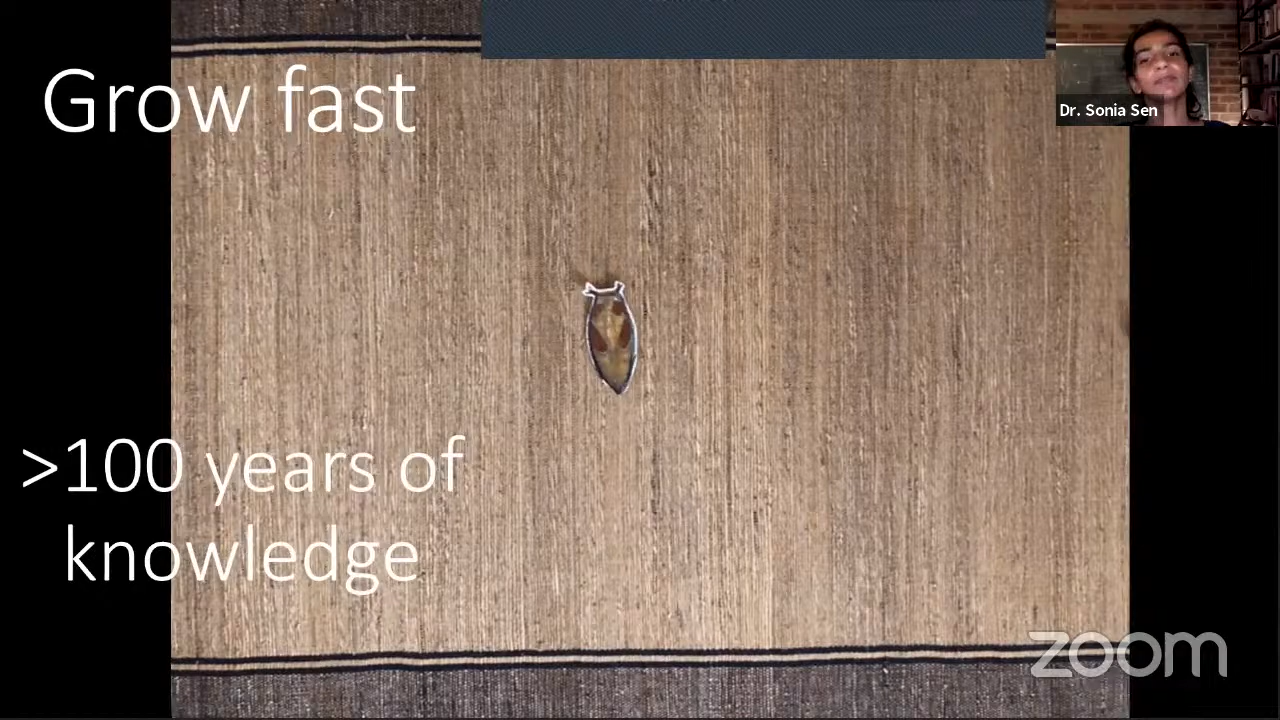 Grow fast
Dr. Sonia Sen
>100 years of
knowledge
zoom